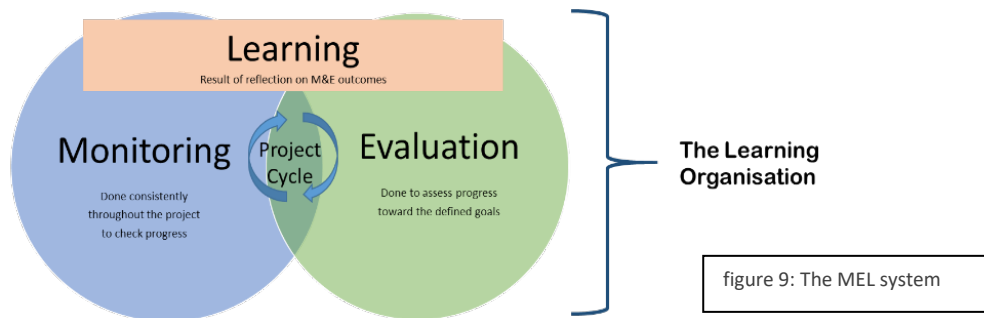 Learning
Result of reflection on M&E outcomes
Monitoring
Done consistently
throughout the project
to check progress
Project
Cycle
Evaluation
Done to assess progress
toward the defined goals
The Learning
Organisation
figure 9: The MEL system